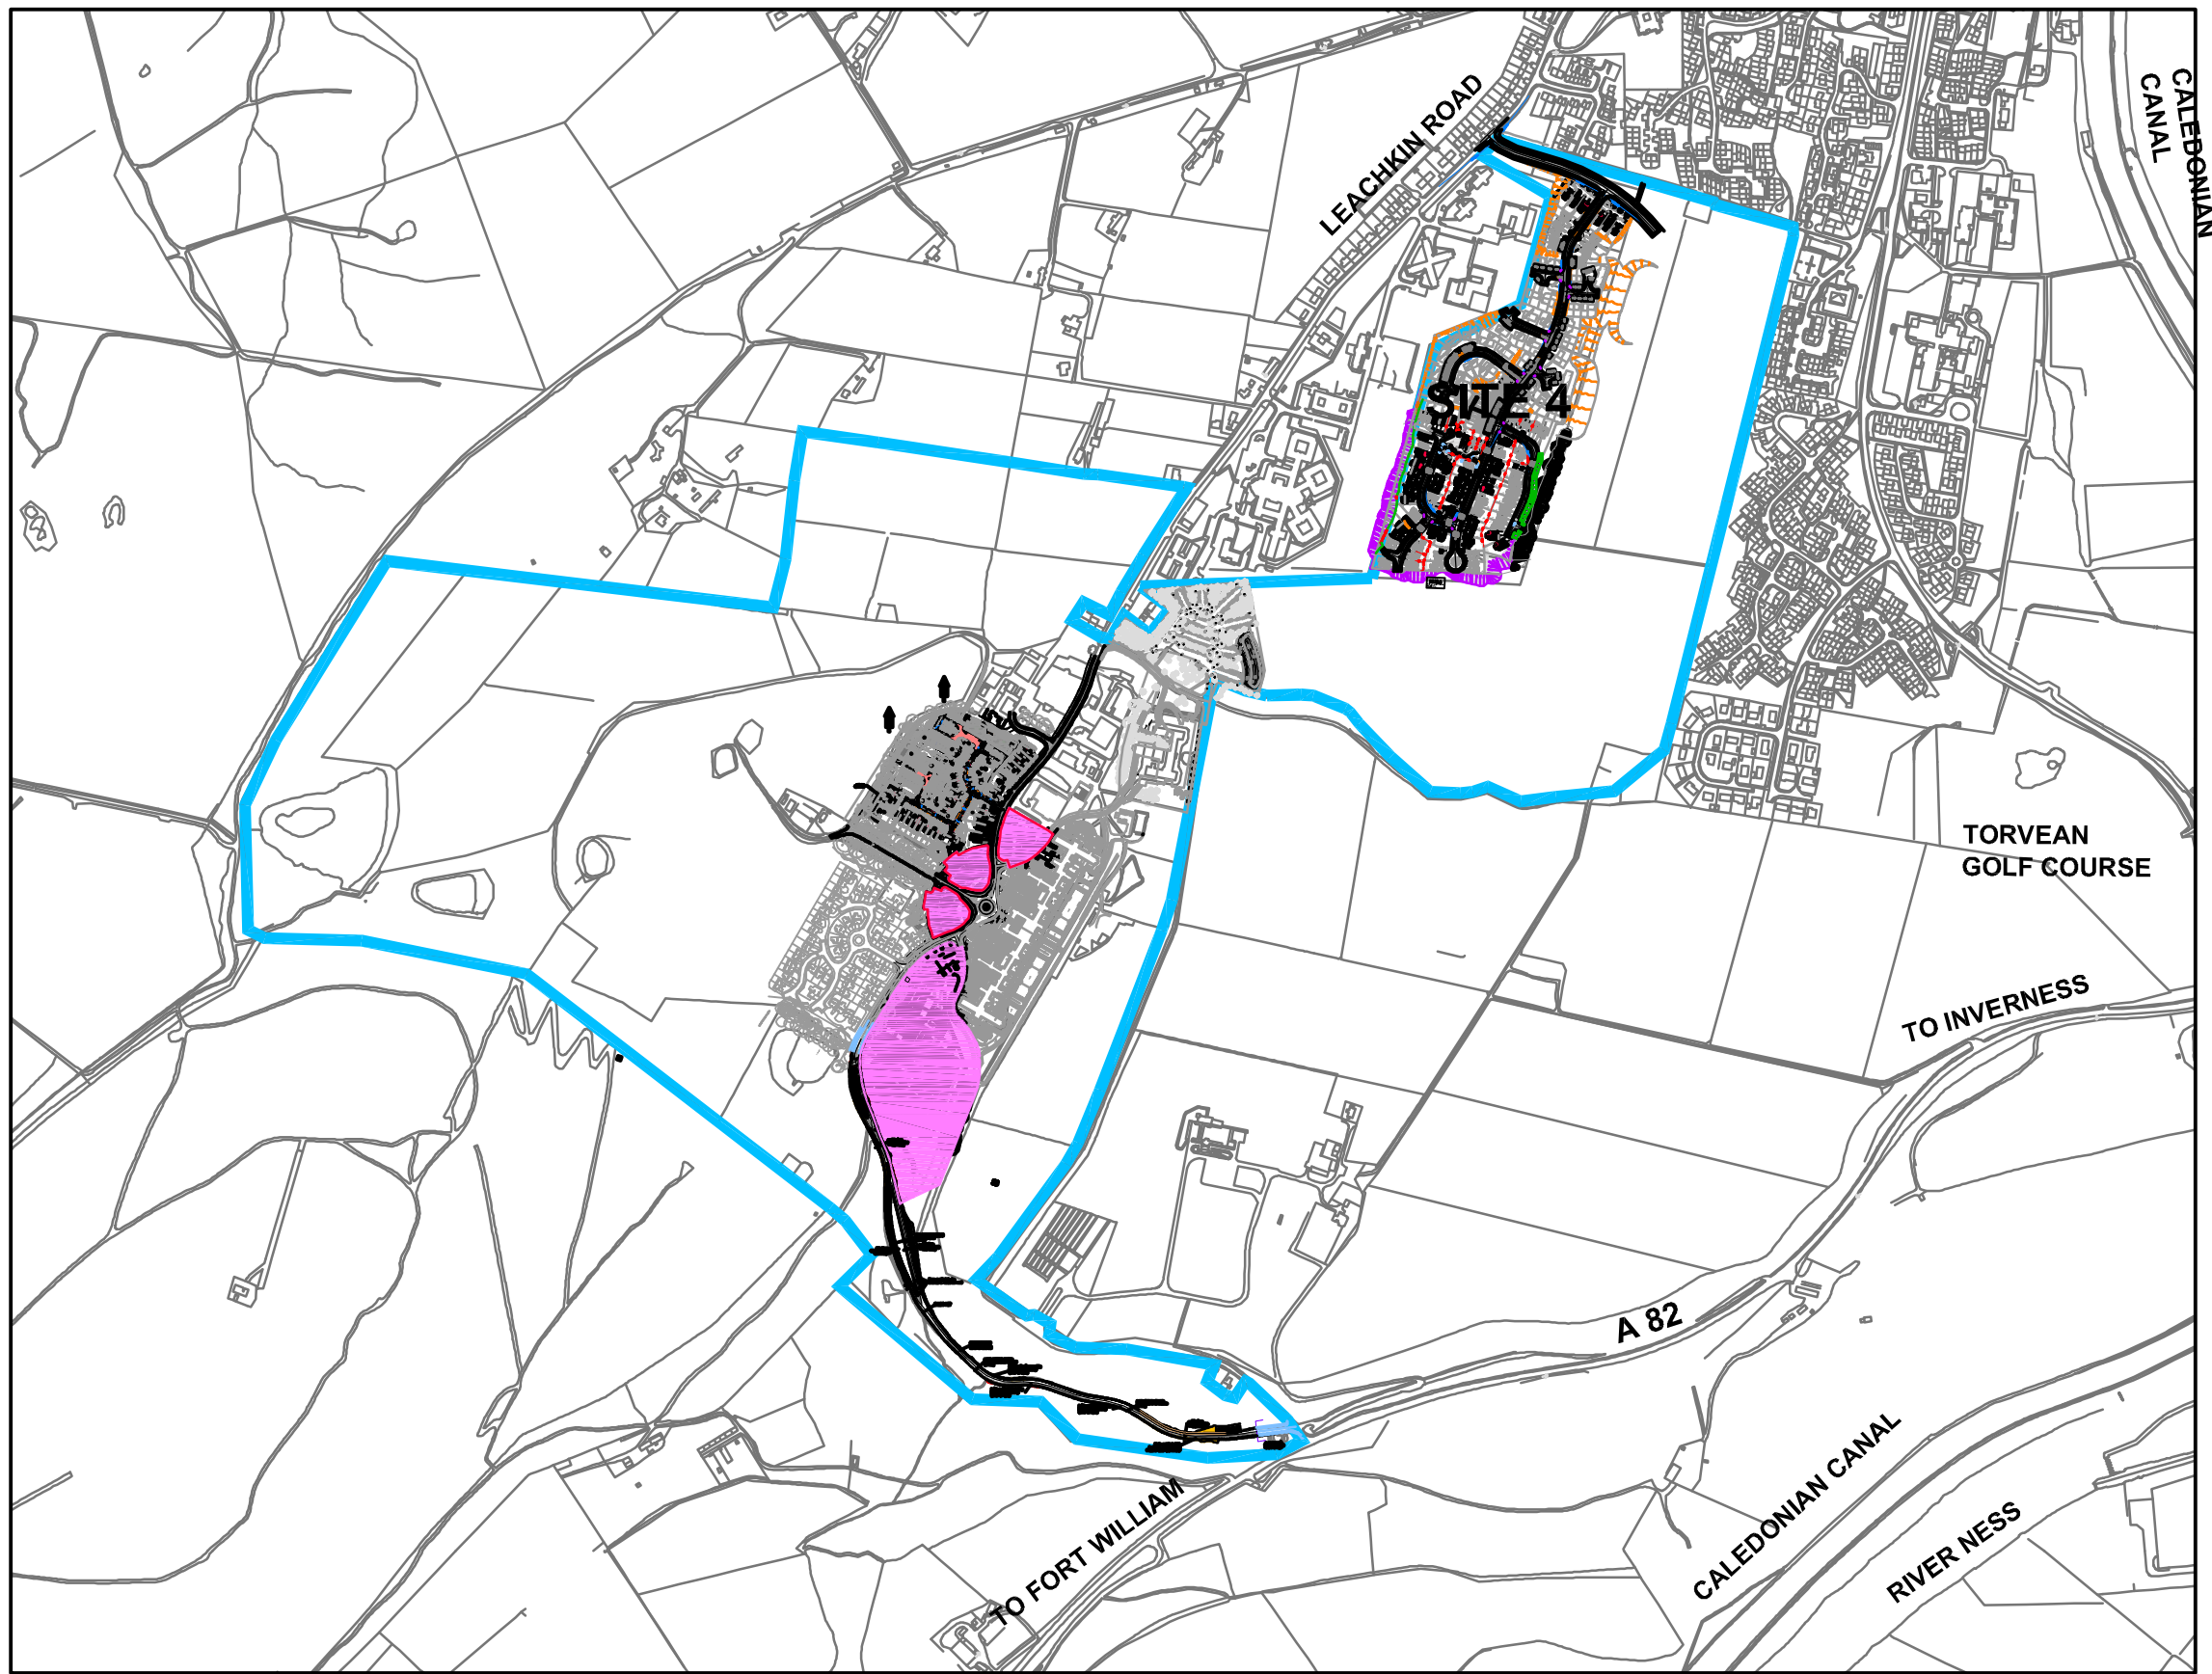 CALEDONIAN
CANAL
LEACHKIN ROAD
SITE 4
TORVEAN
GOLF COURSE
TO INVERNESS
A 82
CALEDONIAN CANAL
RIVER NESS
TO FORT WILLIAM